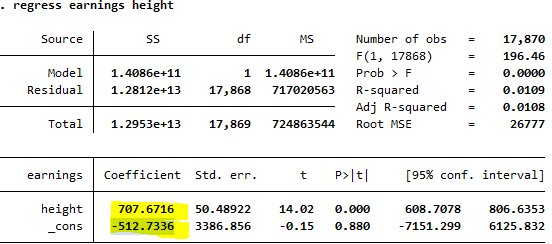 . regress earnings height
Source SS df MS Number of obs = 17,870
F(1, 17868) = 196.46
Model 1.4086e+11 1 1.4086e+11 Prob > F = 0.0000
Residual 1.2812e+13 17,868 717020563 R-squared = 0.0109
Adj R-squared = 0.0108
Total 1.2953e+13 17,869 724863544 Root MSE = 26777
earnings Coefficient Std. err. t P>|t| [95% conf. interval]
height 707.6716 50.48922 14.02 0.000 608.7078 806.6353
_cons -512.7336 3386.856 -0.15 0.880 -7151.299 6125.832